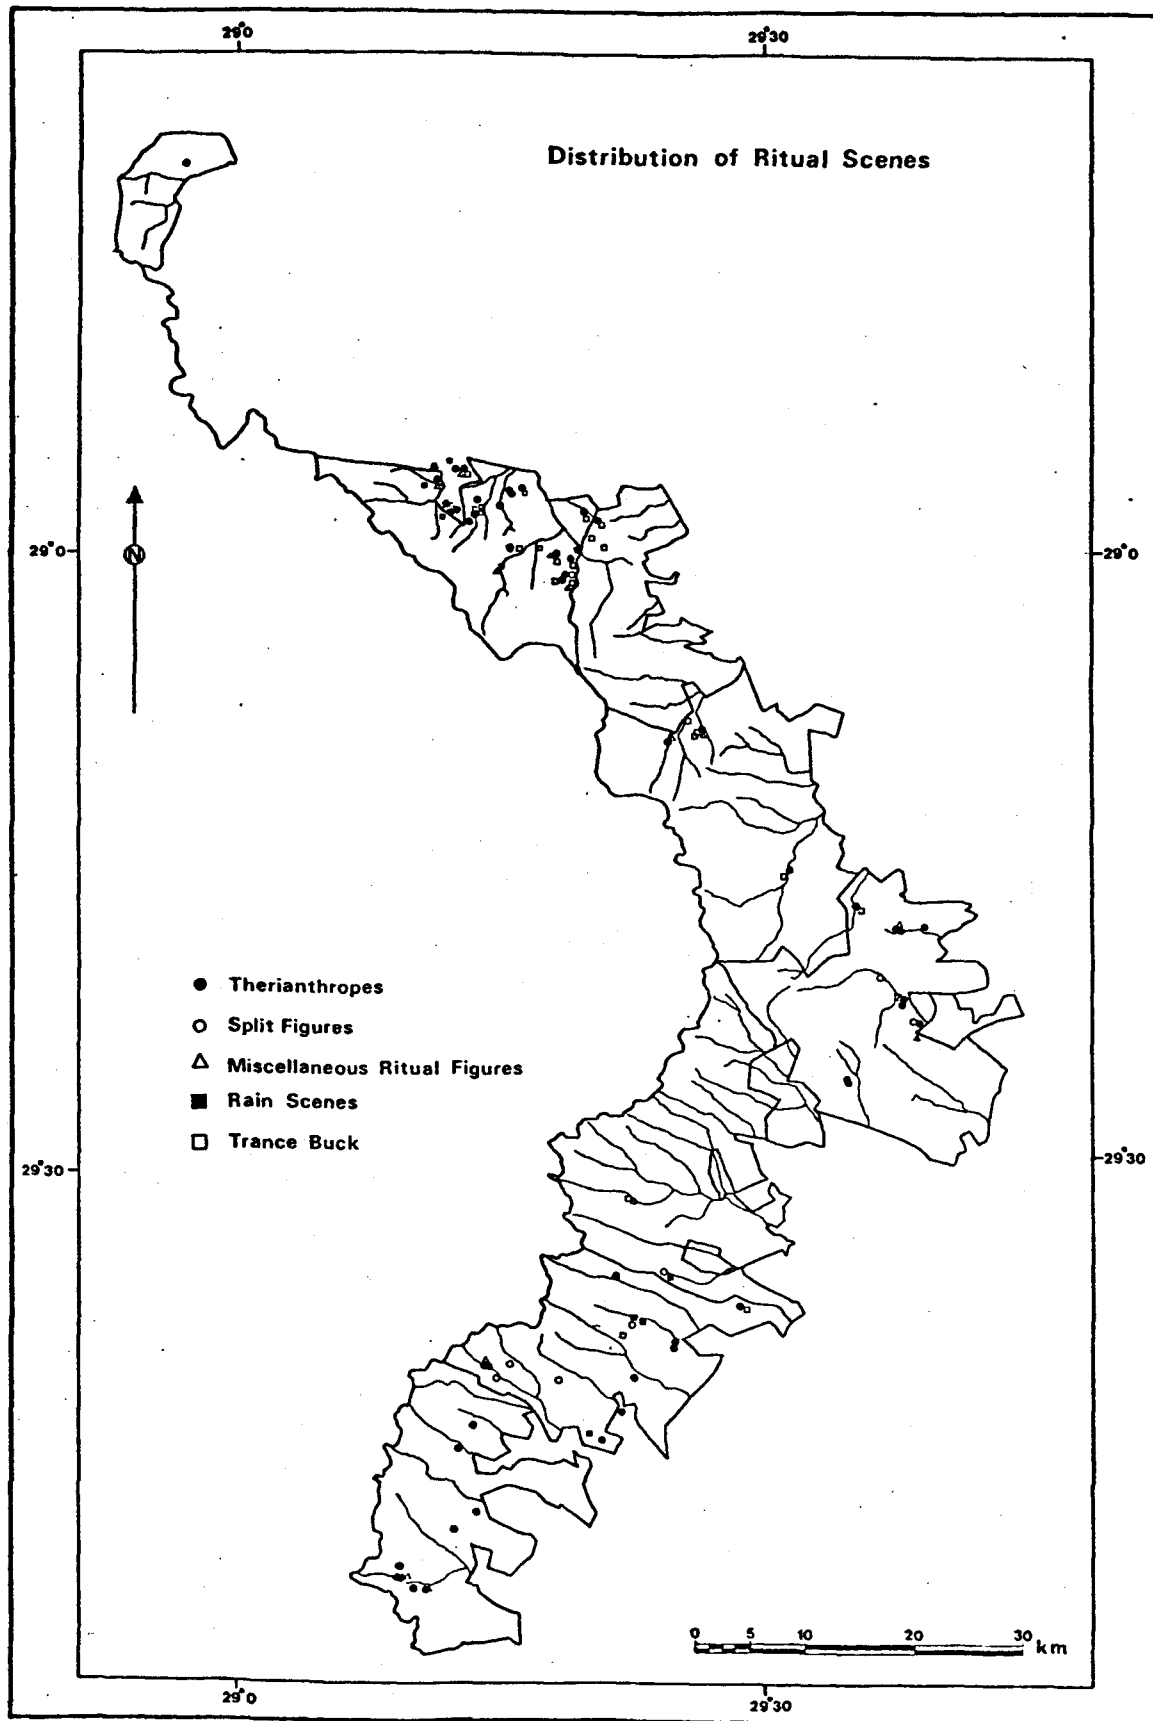 29°0 29°30
Distribution of Ritual Scenes
N
29°0 29°0
Therianthropes
Split Figures
Miscellaneous Ritual Figures
Rain Scenes
Trance Buck
29°30 29°30
0 5 10 20 30 km
29°0 29°30